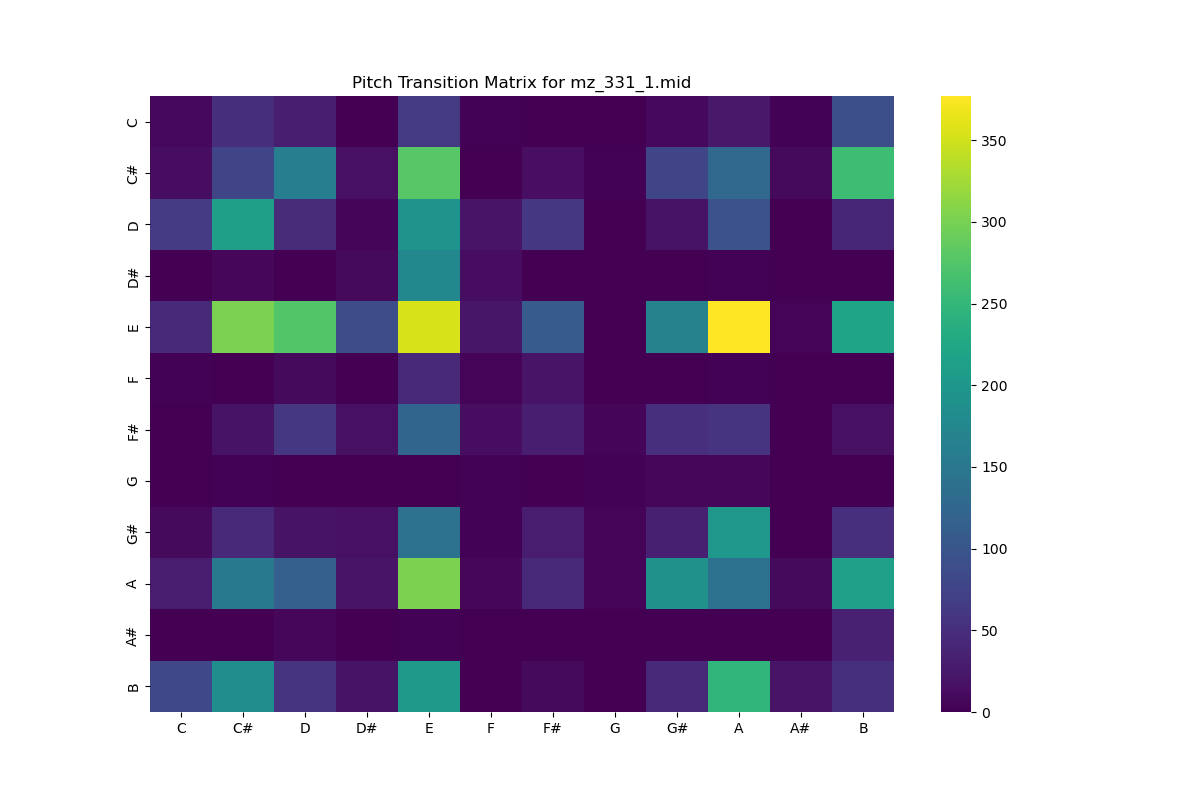 Pitch Transition Matrix for mz_331_1.mid
C
C#
D
D#
E
F
F#
G
G#
A
A#
B
C C# D D# E F F# G G# A A# B
350
300
250
200
150
100
50
0